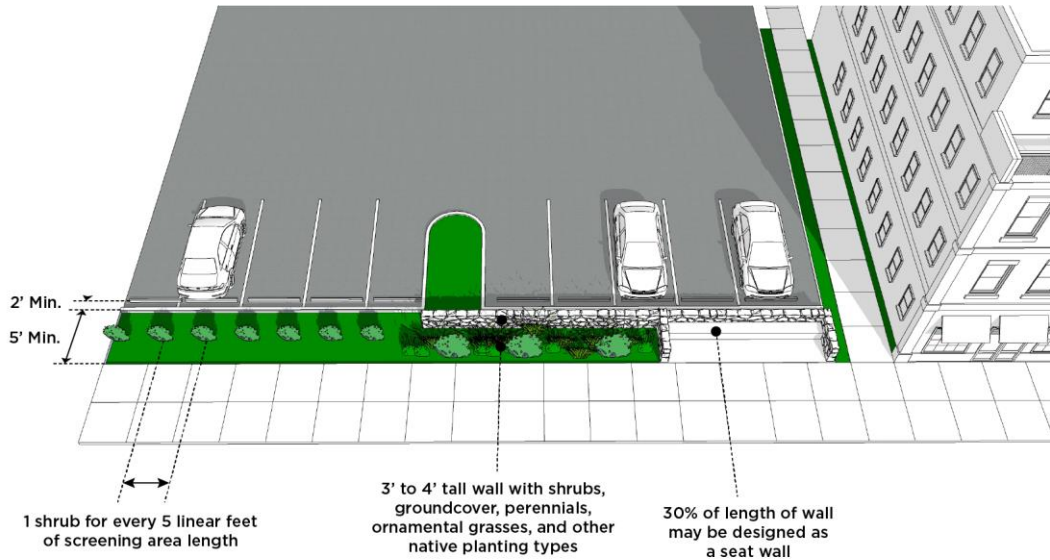 2' Min.
5' Min.
1 shrub for every 5 linear feet
of screening area length
3' to 4' tall wall with shrubs,
groundcover, perennials,
ornamental grasses, and other
native planting types
30% of length of wall
may be designed as
a seat wall